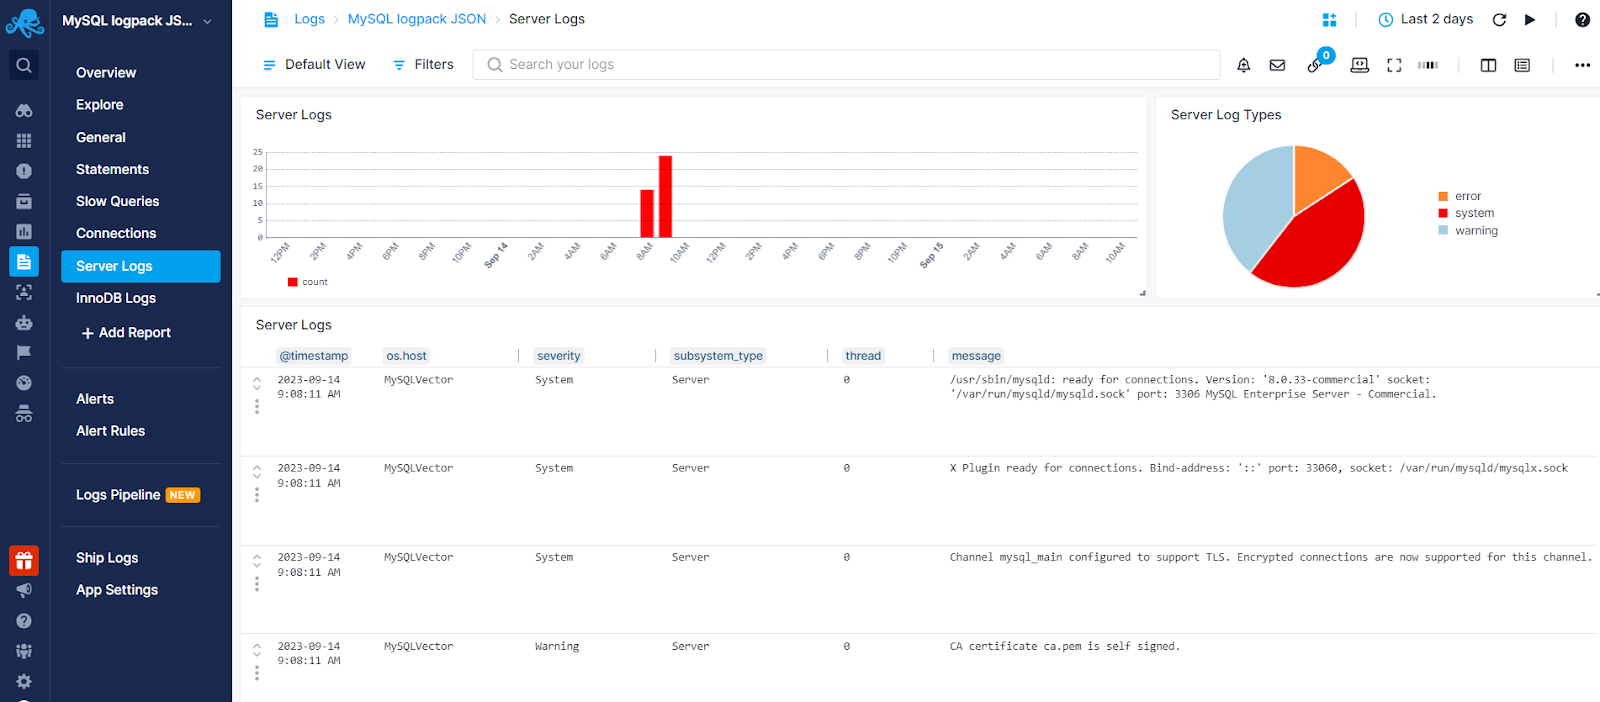 MySQL logpack JS...
Logs > MySQL logpack JSON > Server Logs
Last 2 days
Default View
Filters
Search your logs
0
Overview
Explore
General
Statements
Slow Queries
Connections
Server Logs
InnoDB Logs
+ Add Report
Alerts
Alert Rules
Logs Pipeline NEW
Ship Logs
App Settings
Server Logs
25
20
15
10
5
0
12PM 2PM 4PM 6PM 8PM 10PM Sep 14 2AM 4AM 6AM 8AM 10AM 12PM 2PM 4PM 6PM 8PM 10PM Sep 15 2AM 4AM 6AM 8AM 10AM
count
Server Log Types
error
system
warning
Server Logs
@timestamp os.host severity subsystem_type thread message
2023-09-14 MySQLVector System Server 0 /usr/sbin/mysqld: ready for connections. Version: '8.0.33-commercial' socket:
9:08:11 AM '/var/run/mysqld/mysqld.sock' port: 3306 MySQL Enterprise Server - Commercial.
2023-09-14 MySQLVector System Server 0 X Plugin ready for connections. Bind-address: '::' port: 33060, socket: /var/run/mysqld/mysqlx.sock
9:08:11 AM
2023-09-14 MySQLVector System Server 0 Channel mysql_main configured to support TLS. Encrypted connections are now supported for this channel.
9:08:11 AM
2023-09-14 MySQLVector Warning Server 0 CA certificate ca.pem is self signed.
9:08:11 AM